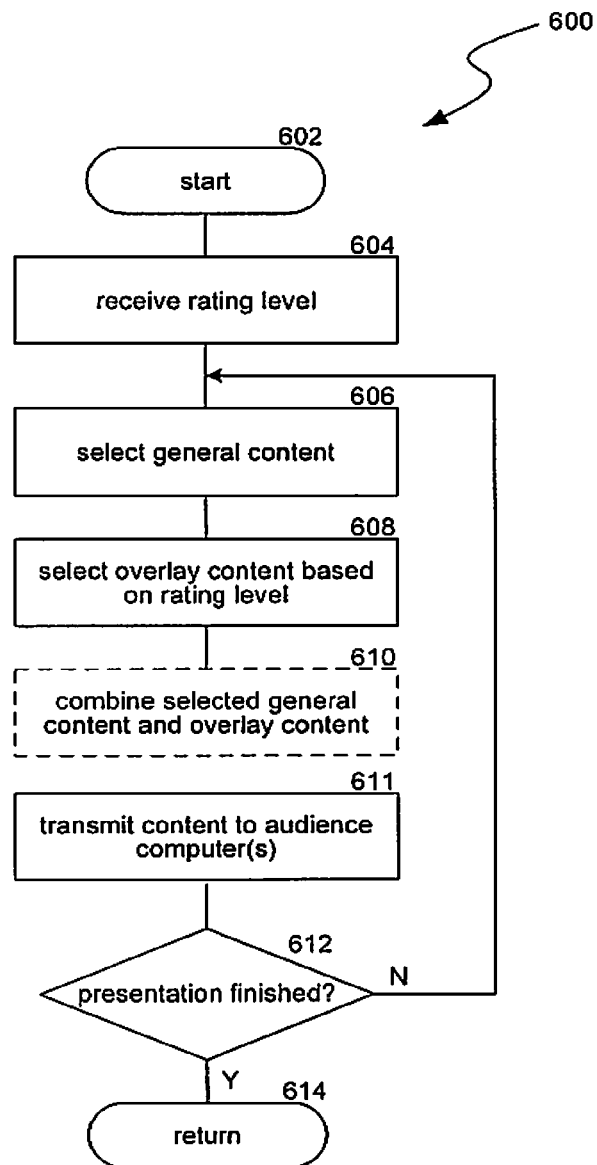 600
602
start
604
receive rating level
606
select general content
608
select overlay content based
on rating level
610
combine selected general
content and overlay content
611
transmit content to audience
computer(s)
612
presentation finished?
N
Y
614
return